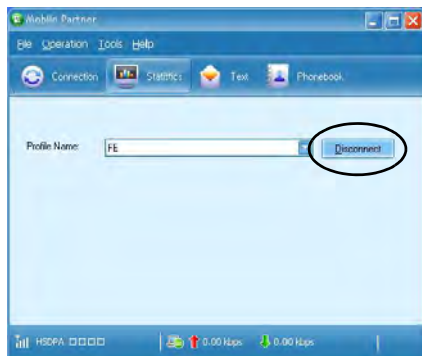 Mobile Partner
File Operation Tools Help
Connection Statistics Text Phonebook
Profile Name: FE Disconnect
HSDPA 0.00 kbps 0.00 kbps